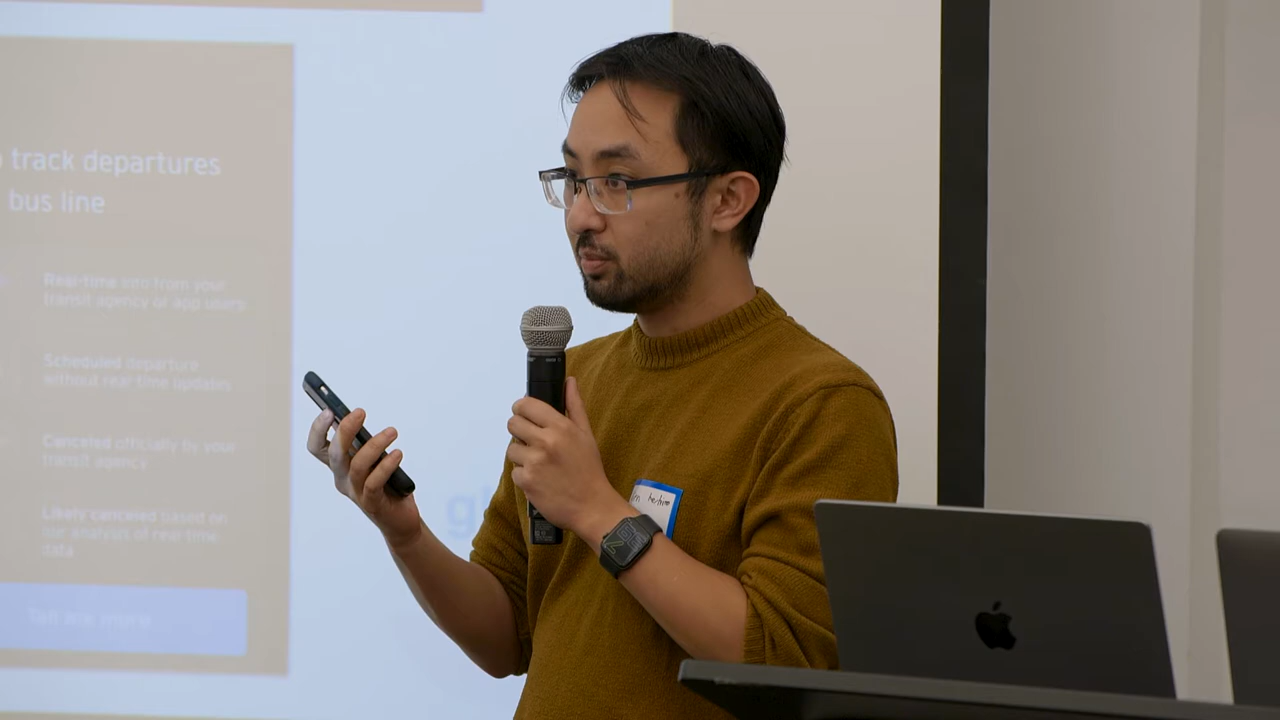 track departures
bus line
Real-time info from your
transit agency or app users
Scheduled departure
without real-time updates
Canceled officially by your
transit agency
Likely canceled based on
our analysis of real-time
data
Tell me more